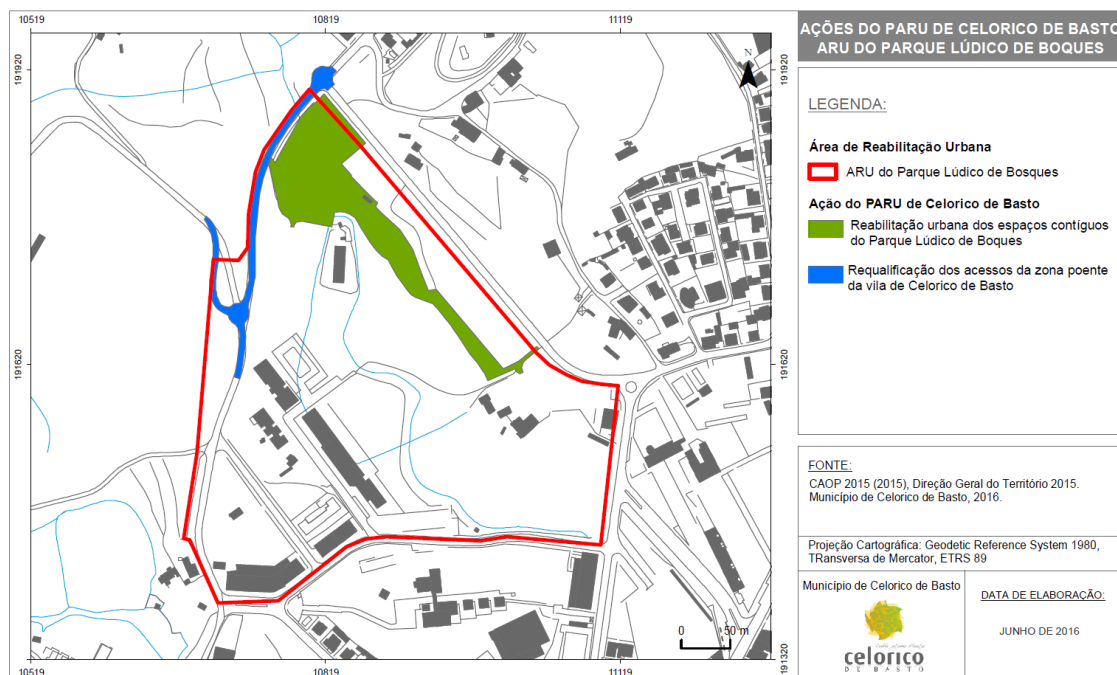 10519
10819
11119
191920
191920
191620
191620
191320
10519
10819
11119
N
0
50 m
AÇÕES DO PARU DE CELORICO DE BASTO
ARU DO PARQUE LÚDICO DE BOQUES
LEGENDA:
Área de Reabilitação Urbana
ARU do Parque Lúdico de Bosques
Ação do PARU de Celorico de Basto
Reabilitação urbana dos espaços contíguos
do Parque Lúdico de Boques
Requalificação dos acessos da zona poente
da vila de Celorico de Basto
FONTE:
CAOP 2015 (2015), Direção Geral do Território 2015.
Município de Celorico de Basto, 2016.
Projeção Cartográfica: Geodetic Reference System 1980,
TRansversa de Mercator, ETRS 89
Município de Celorico de Basto
celorico
DE BASTO
DATA DE ELABORAÇÃO:
JUNHO DE 2016